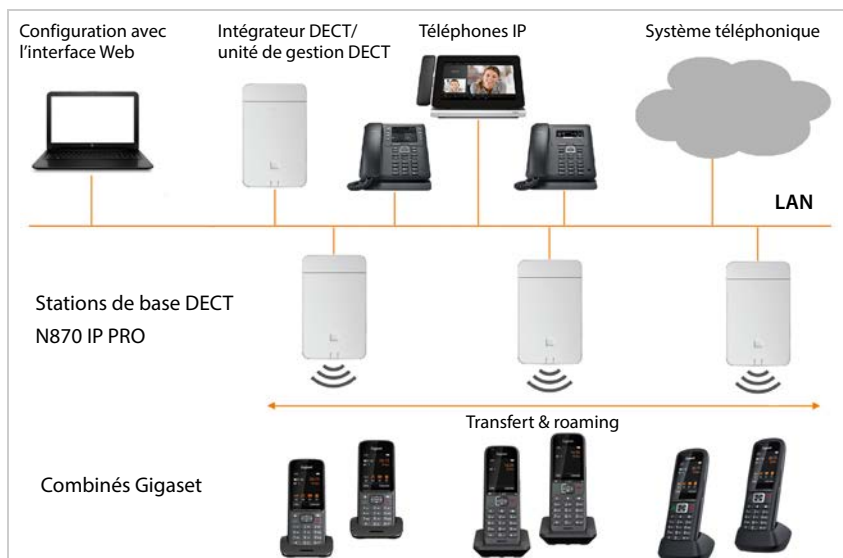 Configuration avec
l'interface Web
Intégrateur DECT/
unité de gestion DECT
Téléphones IP
Système téléphonique
LAN
Stations de base DECT
N870 IP PRO
Transfert & roaming
Combinés Gigaset